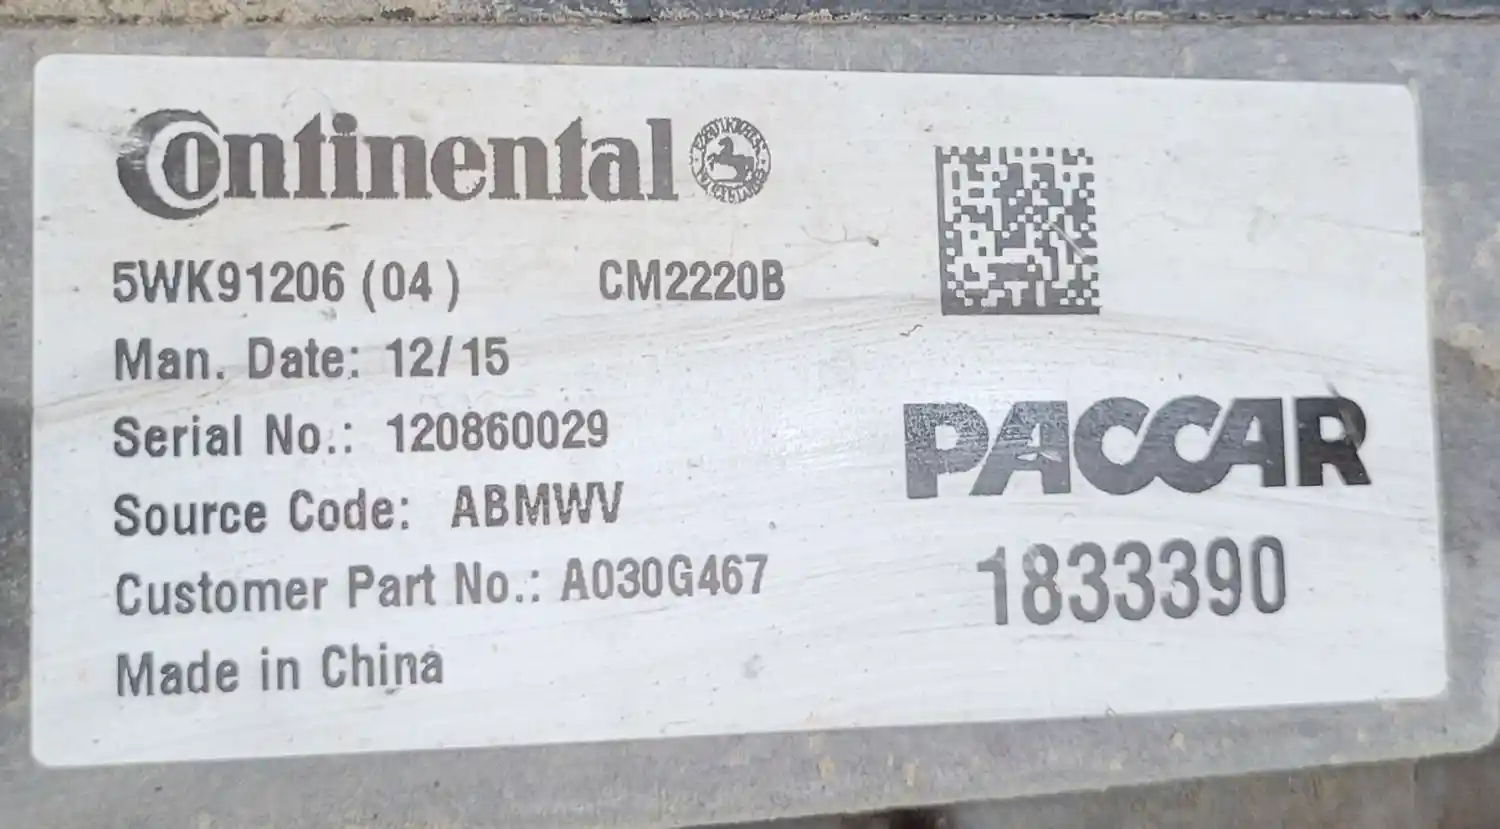 Continental
5WK91206 (04 ) CM2220B
Man. Date: 12/15
Serial No.: 120860029
Source Code: ABMWV
Customer Part No.: A030G467
Made in China
PACCAR
1833390